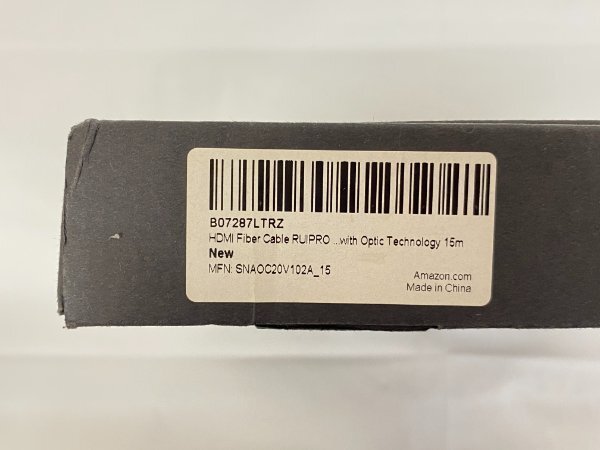 B07287LTRZ
HDMI Fiber Cable RUIPRO ...with Optic Technology 15m
New
MFN: SNAOC20V102A_15
Amazon.com
Made in China